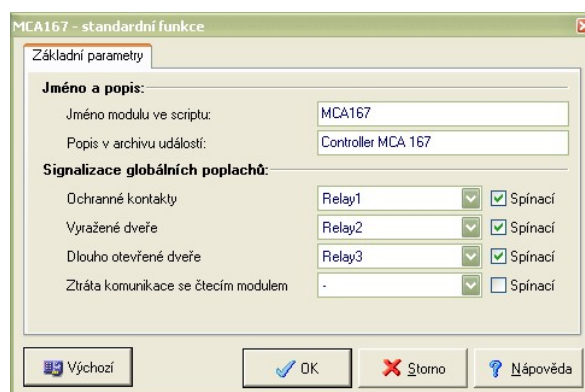 MCA167 - standardní funkce
Základní parametry
Jméno a popis:
Jméno modulu ve scriptu: MCA167
Popis v archivu událostí: Controller MCA 167
Signalizace globálních poplachů:
Ochranné kontakty Relay1 Spínací
Vyražené dveře Relay2 Spínací
Dlouho otevřené dveře Relay3 Spínací
Ztráta komunikace se čtecím modulem - Spínací
Výchozí OK Storno Nápověda